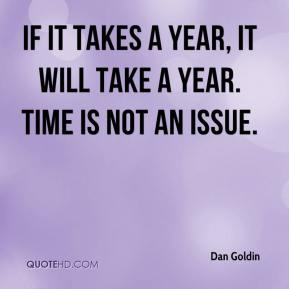 IF IT TAKES A YEAR, IT
WILL TAKE A YEAR.
TIME IS NOT AN ISSUE.
Dan Goldin
QUOTEHD.COM